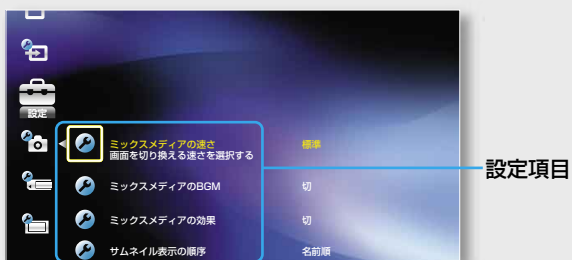 設定
ミックスメディアの速さ 標準
画面を切り換える速さを選択する
設定項目
ミックスメディアのBGM 切
ミックスメディアの効果 切
サムネイル表示の順序 名前順